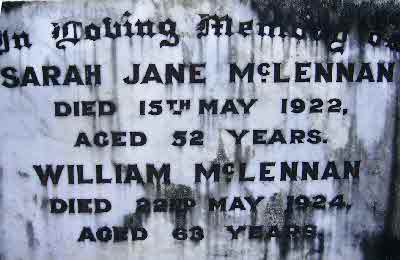 In Loving Memory of
SARAH JANE McLENNAN
DIED 15TH MAY 1922,
AGED 52 YEARS.
WILLIAM McLENNAN
DIED 22ND MAY 1924,
AGED 63 YEARS